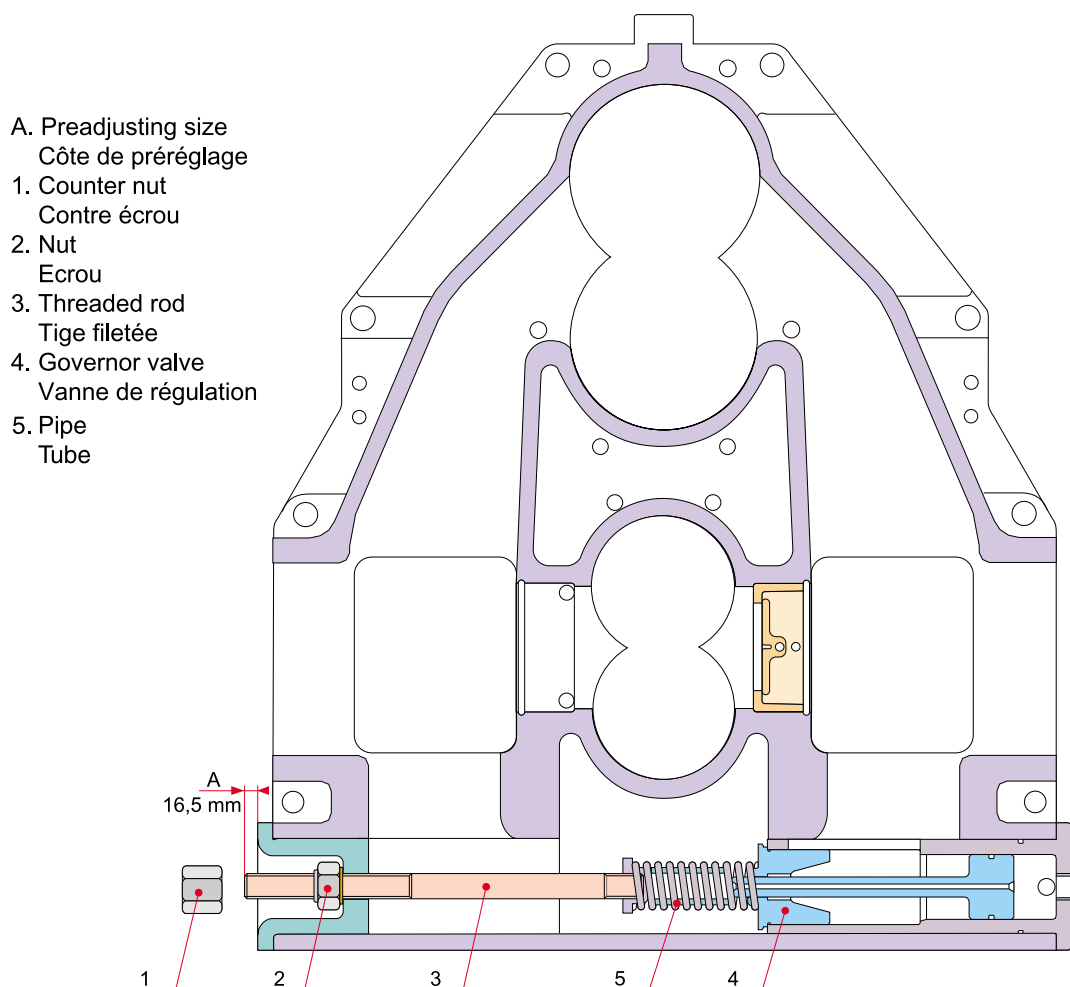 A. Preadjusting size
Côte de préréglage
1. Counter nut
Contre écrou
2. Nut
Ecrou
3. Threaded rod
Tige filetée
4. Governor valve
Vanne de régulation
5. Pipe
Tube
A
16,5 mm
1 2 3 5 4